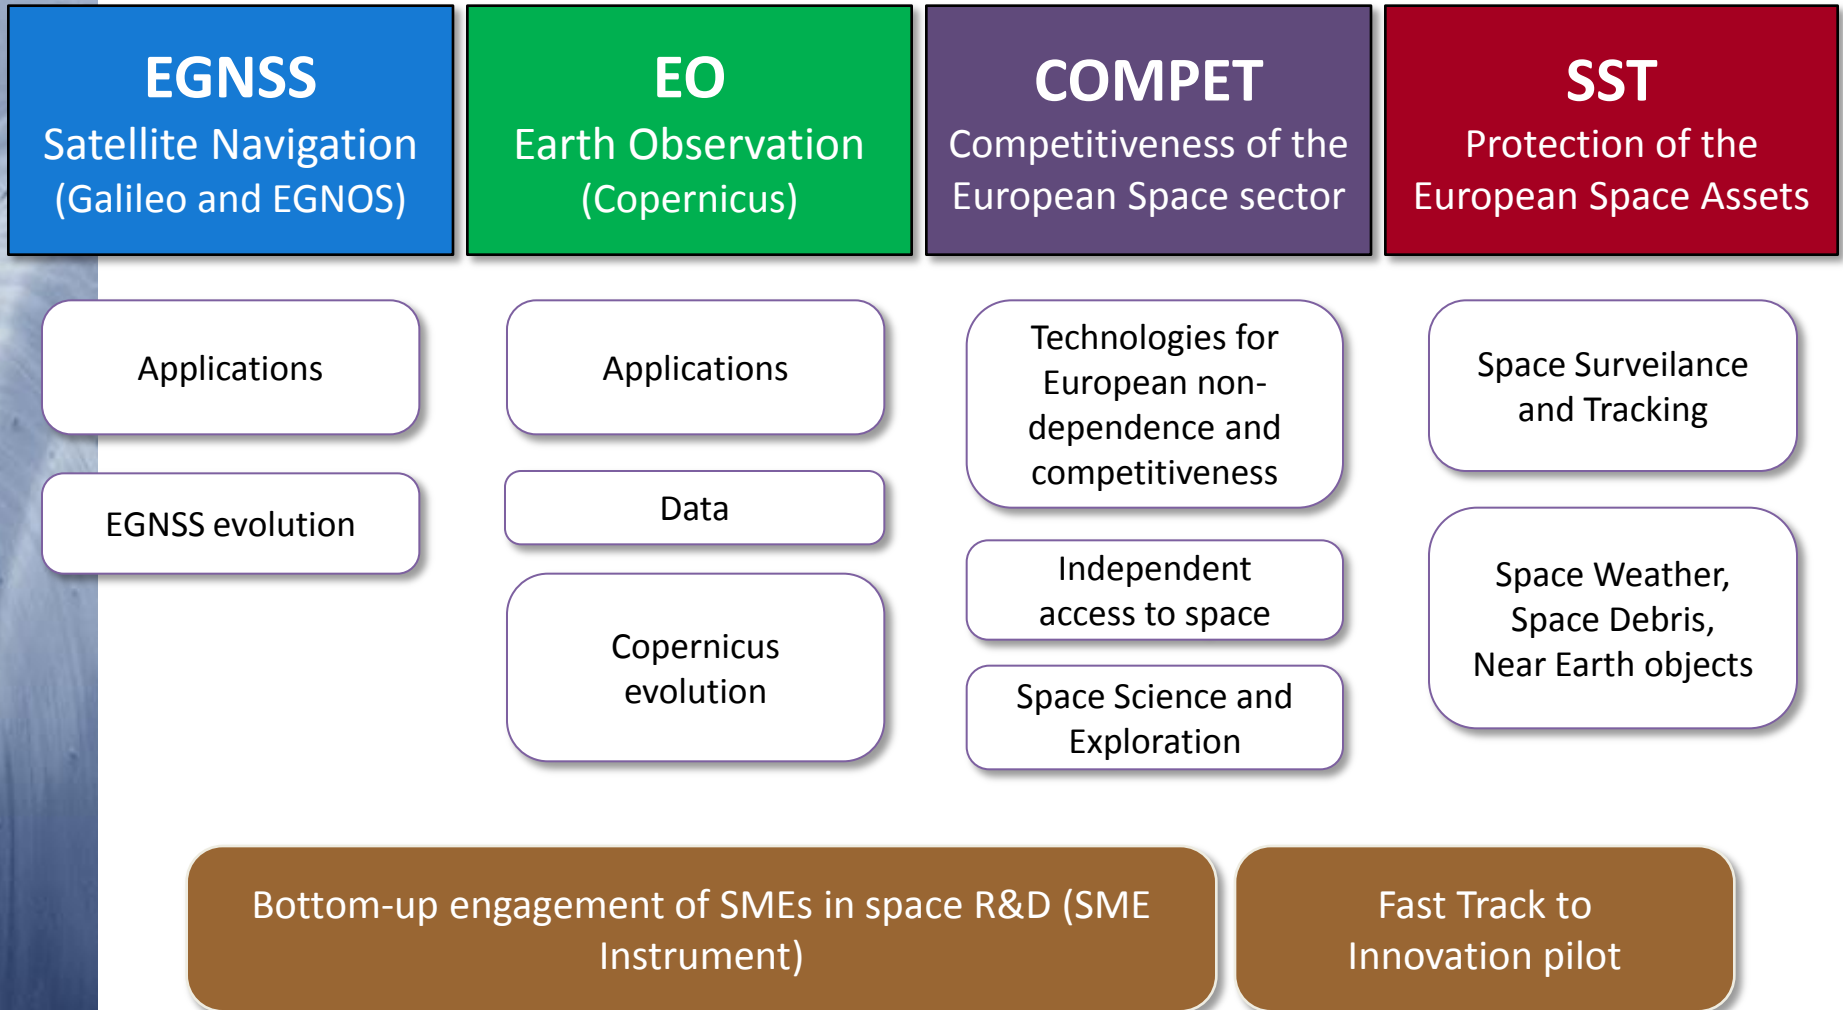 EGNSS
Satellite Navigation
(Galileo and EGNOS)
EO
Earth Observation
(Copernicus)
COMPET
Competitiveness of the
European Space sector
SST
Protection of the
European Space Assets
Applications
EGNSS evolution
Applications
Data
Copernicus
evolution
Technologies for
European non-
dependence and
competitiveness
Independent
access to space
Space Science and
Exploration
Space Surveilance
and Tracking
Space Weather,
Space Debris,
Near Earth objects
Bottom-up engagement of SMEs in space R&D (SME
Instrument)
Fast Track to
Innovation pilot